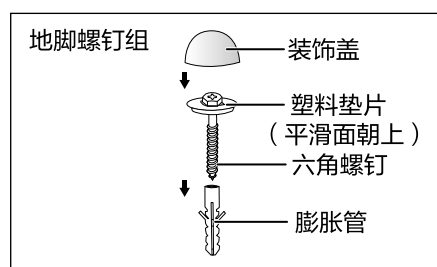 地脚螺钉组
装饰盖
塑料垫片
（平滑面朝上）
六角螺钉
膨胀管